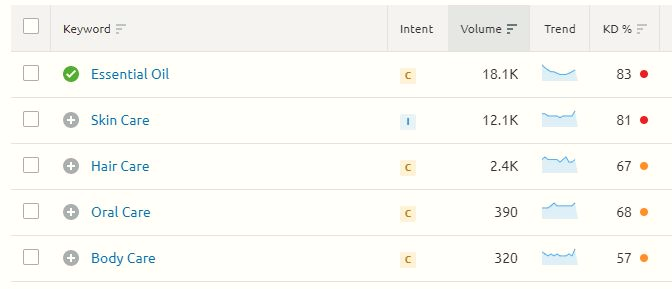 Keyword Intent Volume Trend KD %
Essential Oil C 18.1K 83
Skin Care I 12.1K 81
Hair Care C 2.4K 67
Oral Care C 390 68
Body Care C 320 57